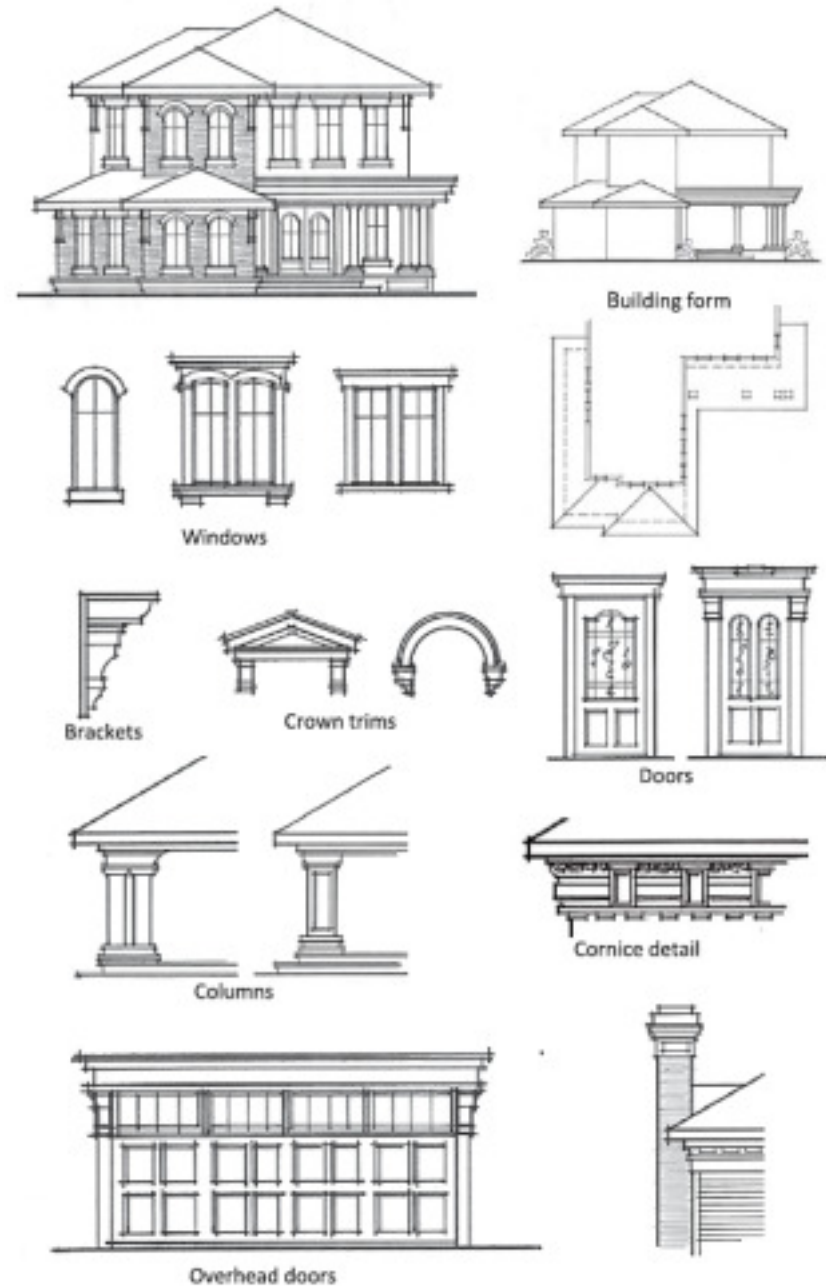 Building form
Windows
Brackets
Crown trims
Doors
Columns
Cornice detail
Overhead doors